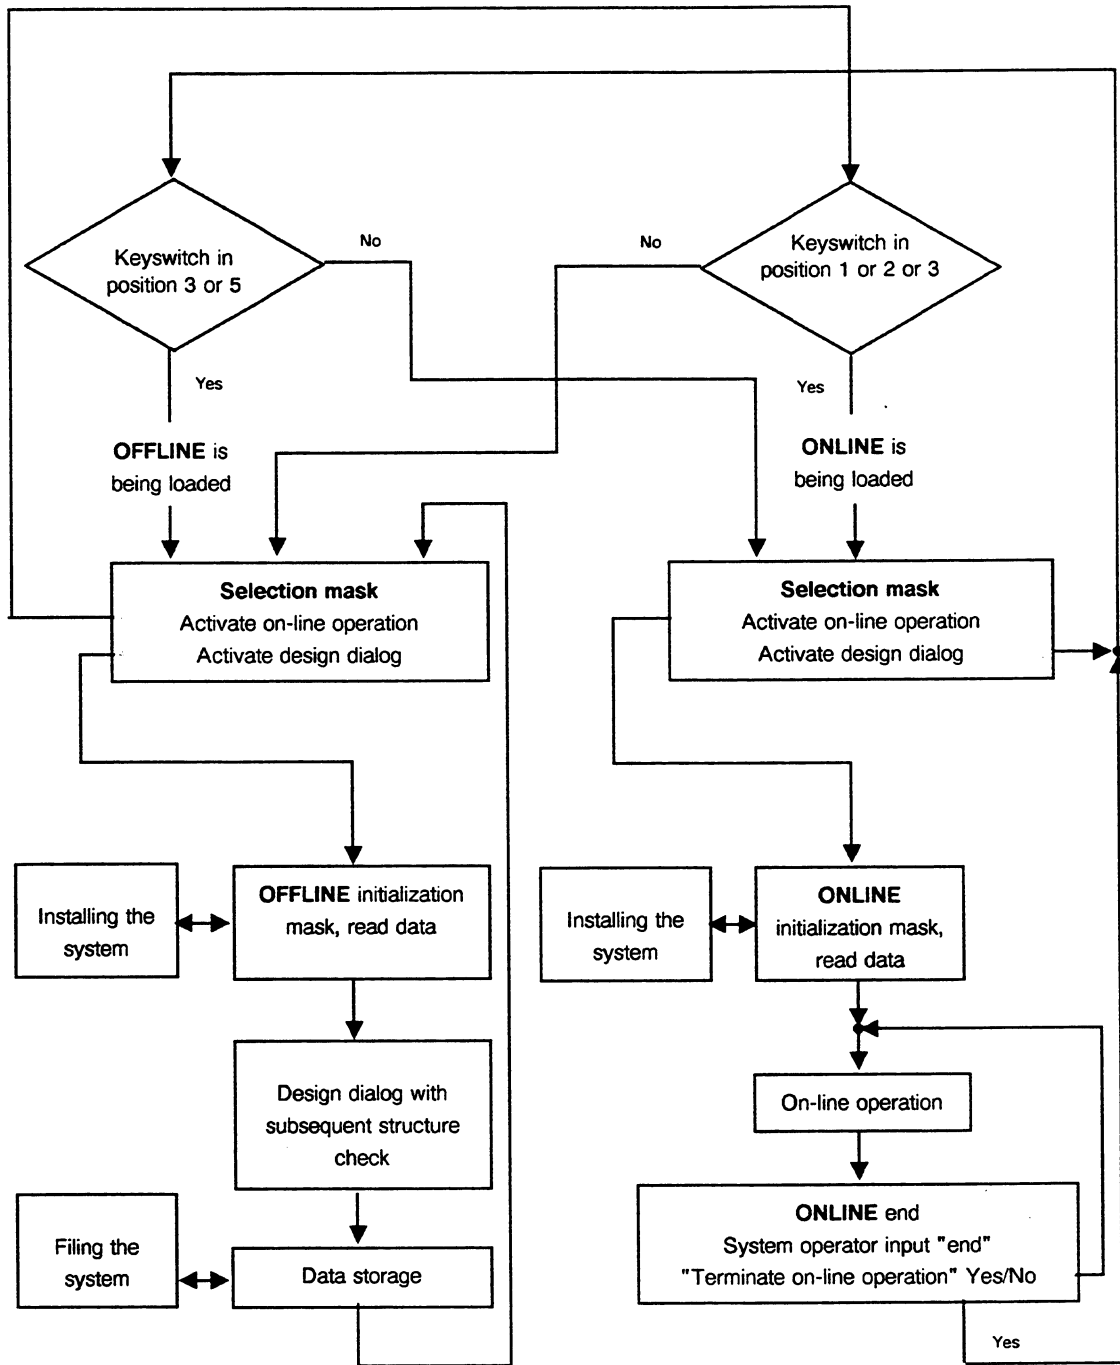 Keyswitch in
position 3 or 5
No
No
Keyswitch in
position 1 or 2 or 3
Yes
Yes
OFFLINE is
being loaded
ONLINE is
being loaded
Selection mask
Activate on-line operation
Activate design dialog
Selection mask
Activate on-line operation
Activate design dialog
Installing the
system
OFFLINE initialization
mask, read data
Installing the
system
ONLINE
initialization mask,
read data
Design dialog with
subsequent structure
check
On-line operation
Filing the
system
Data storage
ONLINE end
System operator input "end"
"Terminate on-line operation" Yes/No
Yes